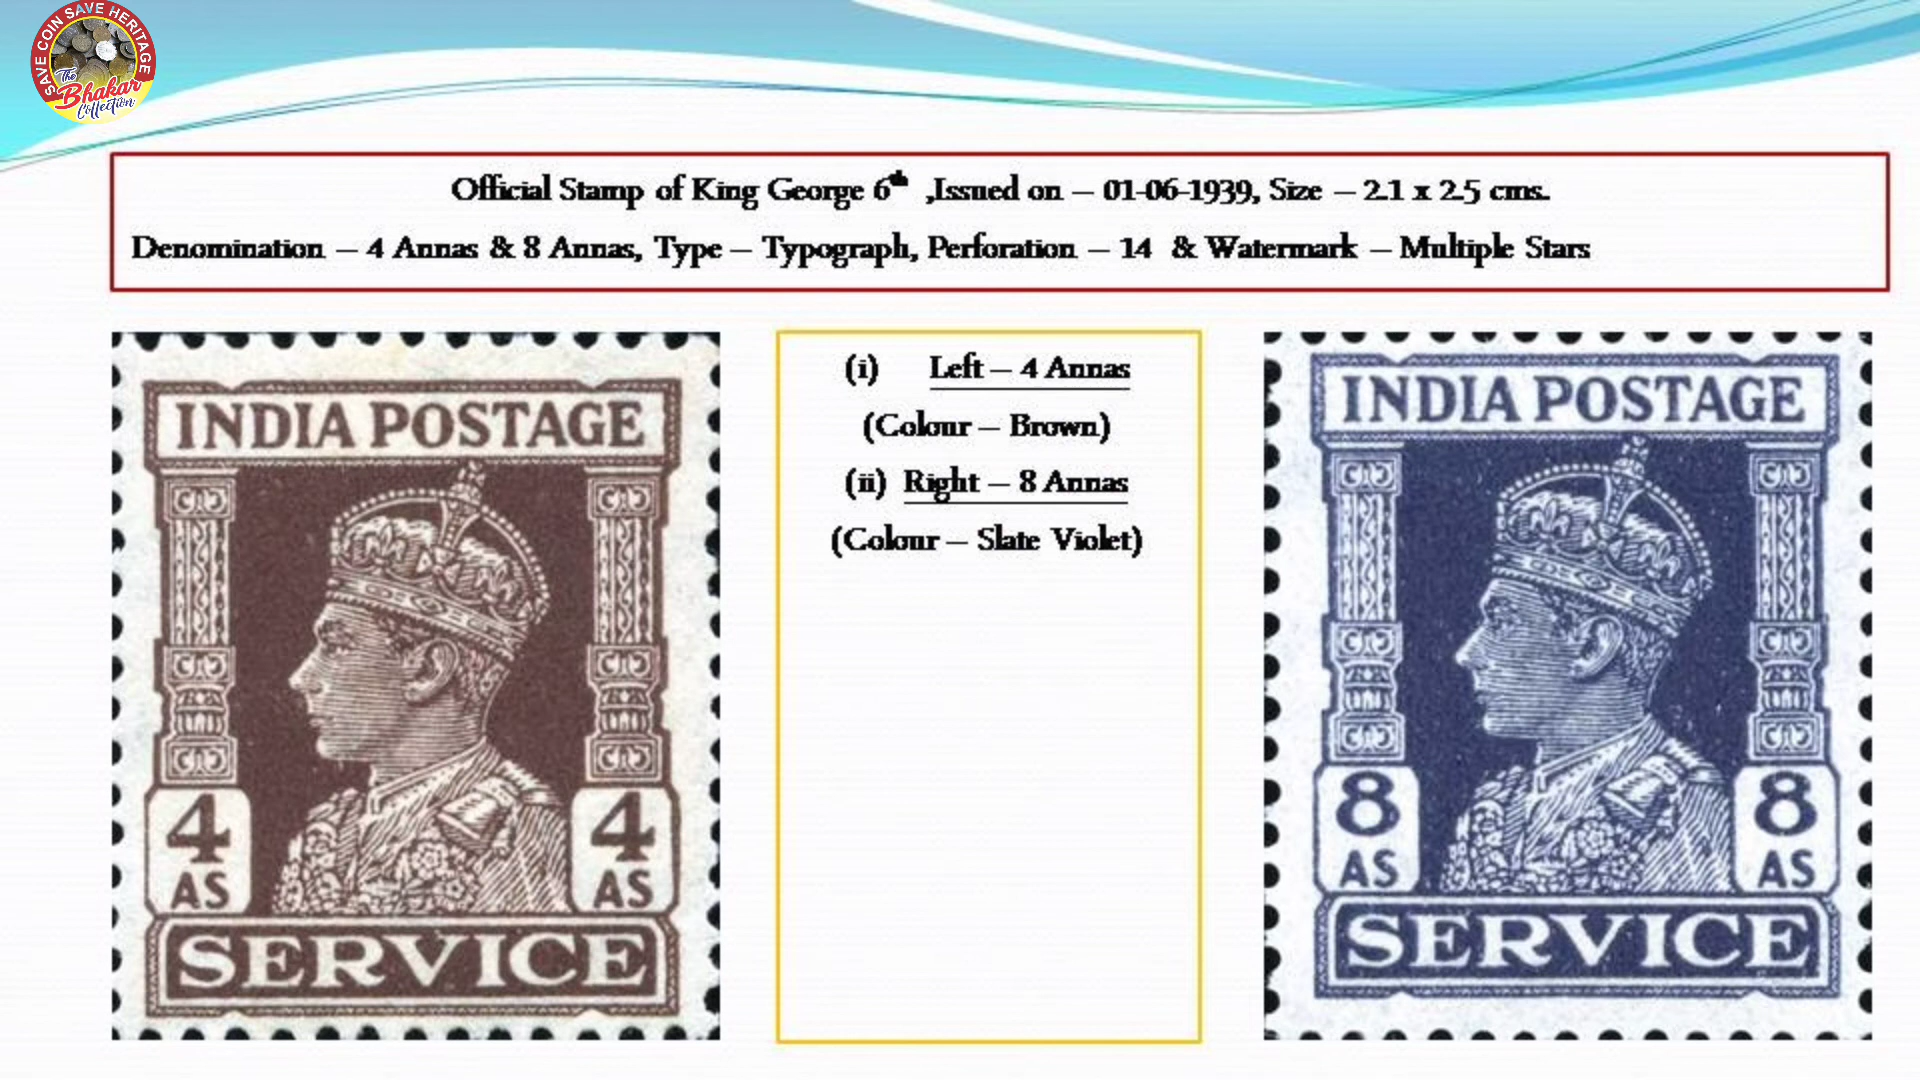 SAVE COIN SAVE HERITAGE
The
Bhakar
Collection
Official Stamp of King George 6th ,Issued on – 01-06-1939, Size – 2.1 x 2.5 cms.
Denomination – 4 Annas & 8 Annas, Type – Typograph, Perforation – 14 & Watermark – Multiple Stars
INDIA POSTAGE
4 4
AS AS
SERVICE
(i) Left – 4 Annas
(Colour – Brown)
(ii) Right – 8 Annas
(Colour – Slate Violet)
INDIA POSTAGE
8 8
AS AS
SERVICE